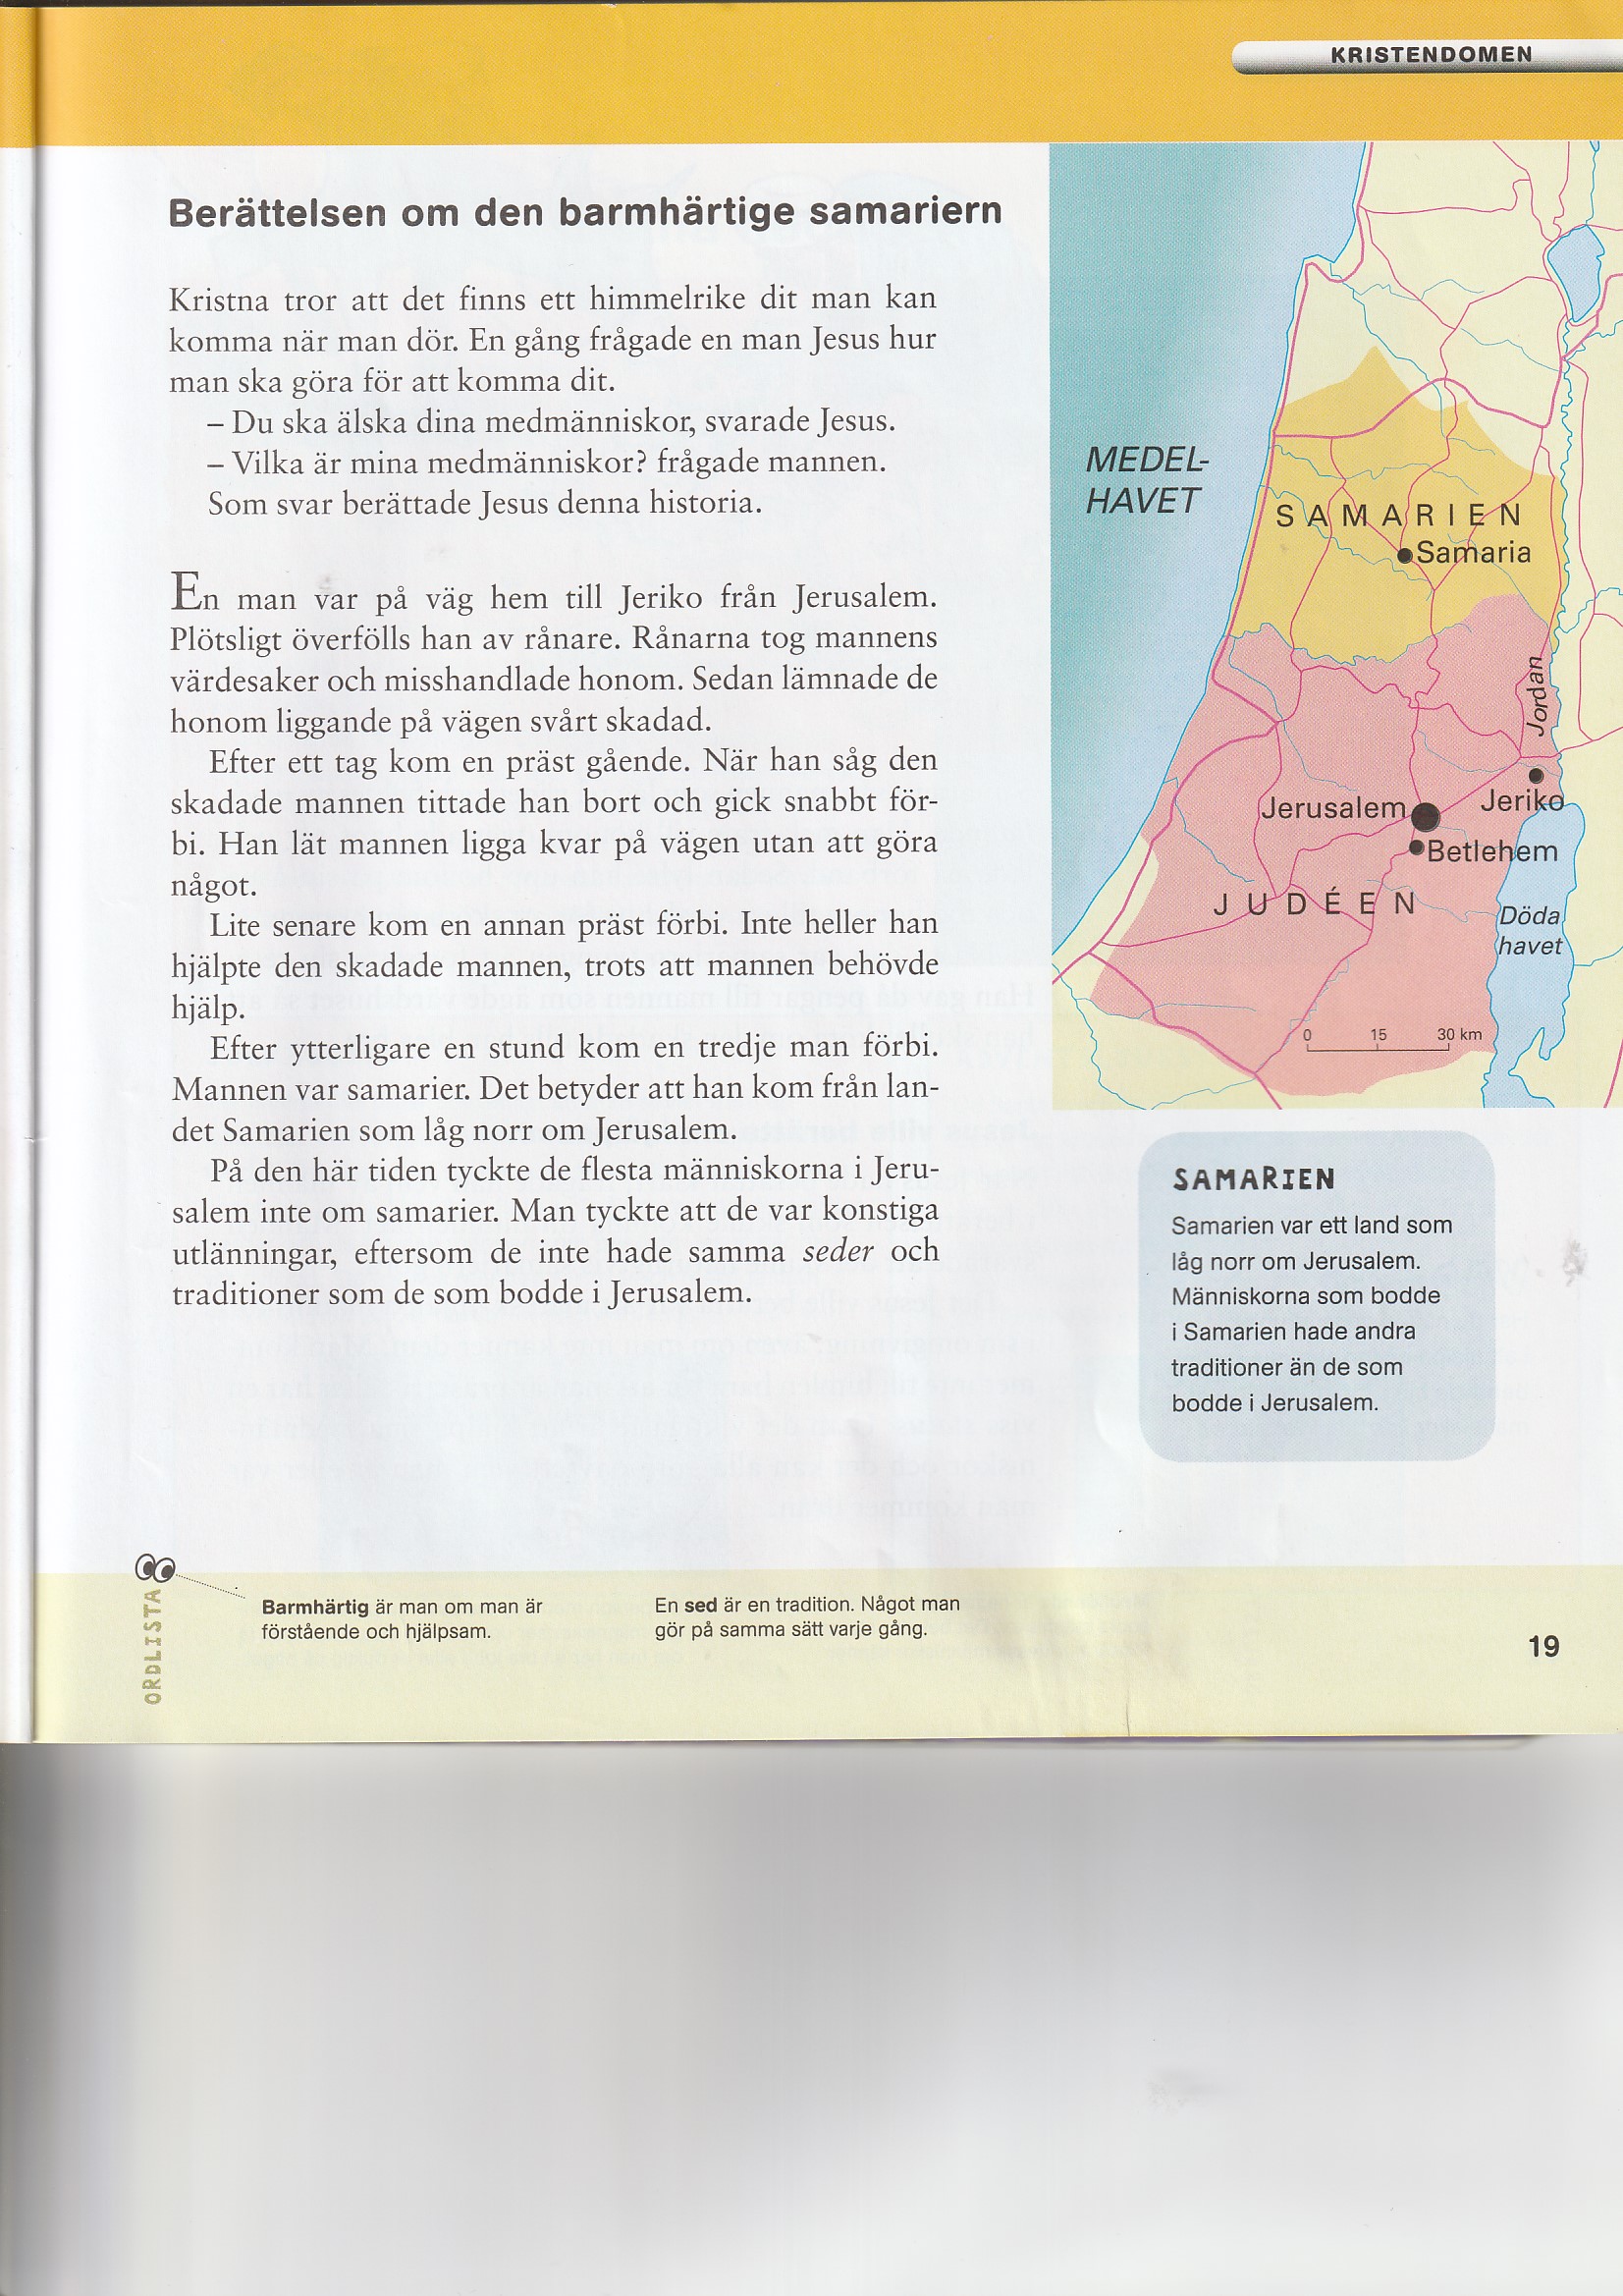 KRISTENDOMEN
Berättelsen om den barmhärtige samariern
Kristna tror att det finns ett himmelrike dit man kan
komma när man dör. En gång frågade en man Jesus hur
man ska göra för att komma dit.
– Du ska älska dina medmänniskor, svarade Jesus.
– Vilka är mina medmänniskor? frågade mannen.
Som svar berättade Jesus denna historia.
En man var på väg hem till Jeriko från Jerusalem.
Plötsligt överfölls han av rånare. Rånarna tog mannens
värdesaker och misshandlade honom. Sedan lämnade de
honom liggande på vägen svårt skadad.
Efter ett tag kom en präst gående. När han såg den
skadade mannen tittade han bort och gick snabbt för-
bi. Han lät mannen ligga kvar på vägen utan att göra
något.
Lite senare kom en annan präst förbi. Inte heller han
hjälpte den skadade mannen, trots att mannen behövde
hjälp.
Efter ytterligare en stund kom en tredje man förbi.
Mannen var samarier. Det betyder att han kom från lan-
det Samarien som låg norr om Jerusalem.
På den här tiden tyckte de flesta människorna i Jeru-
salem inte om samarier. Man tyckte att de var konstiga
utlänningar, eftersom de inte hade samma seder och
traditioner som de som bodde i Jerusalem.
MEDEL-
HAVET
SAMARIEN
Samaria
Jordan
Jerusalem
Jeriko
Betlehem
JUDÉEN
Döda
havet
0 15 30 km
SAMARIEN
Samarien var ett land som
låg norr om Jerusalem.
Människorna som bodde
i Samarien hade andra
traditioner än de som
bodde i Jerusalem.
ORDLISTA
Barmhärtig är man om man är
förstående och hjälpsam.
En sed är en tradition. Något man
gör på samma sätt varje gång.
19